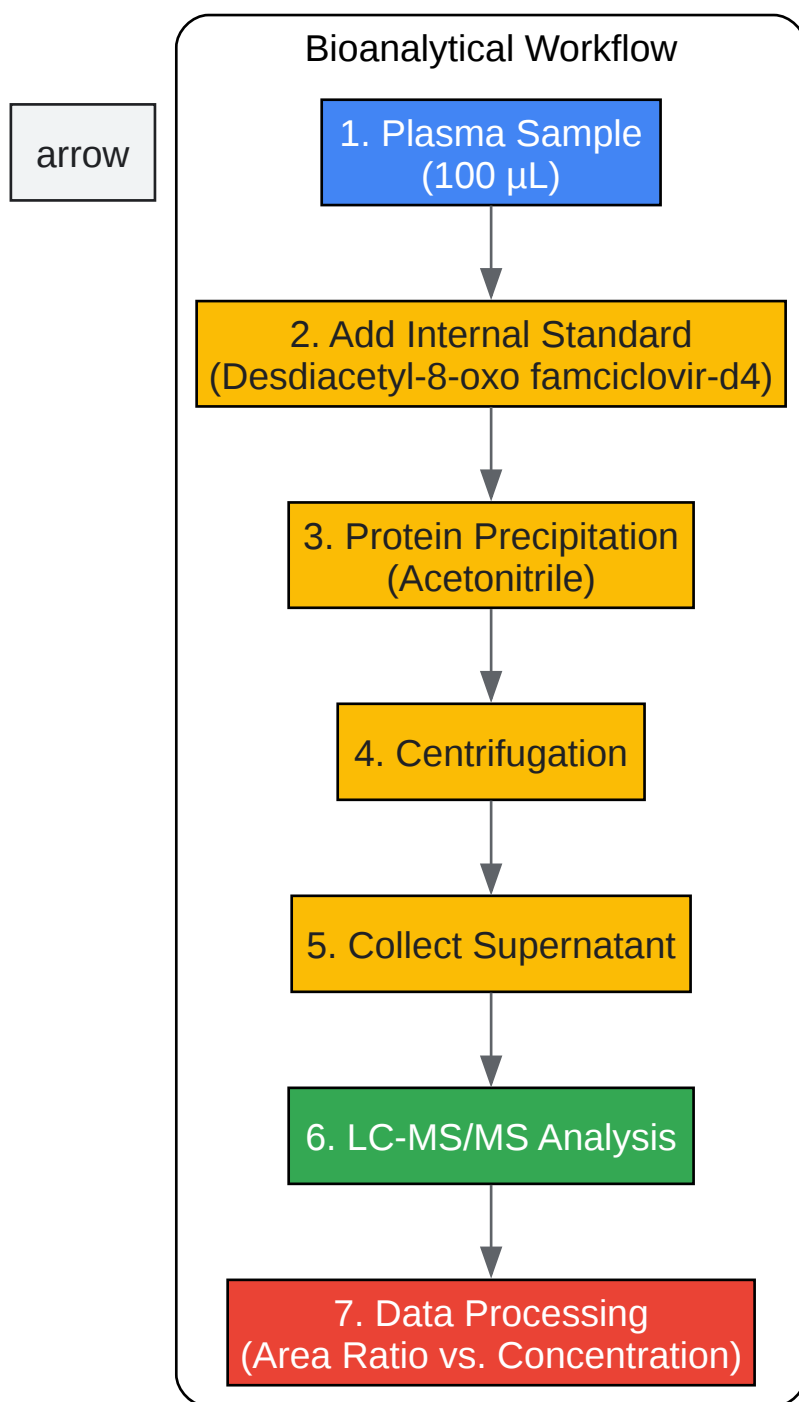 Bioanalytical Workflow
arrow
1. Plasma Sample
(100 µL)
2. Add Internal Standard
(Desdiacetyl-8-oxo famciclovir-d4)
3. Protein Precipitation
(Acetonitrile)
4. Centrifugation
5. Collect Supernatant
6. LC-MS/MS Analysis
7. Data Processing
(Area Ratio vs. Concentration)